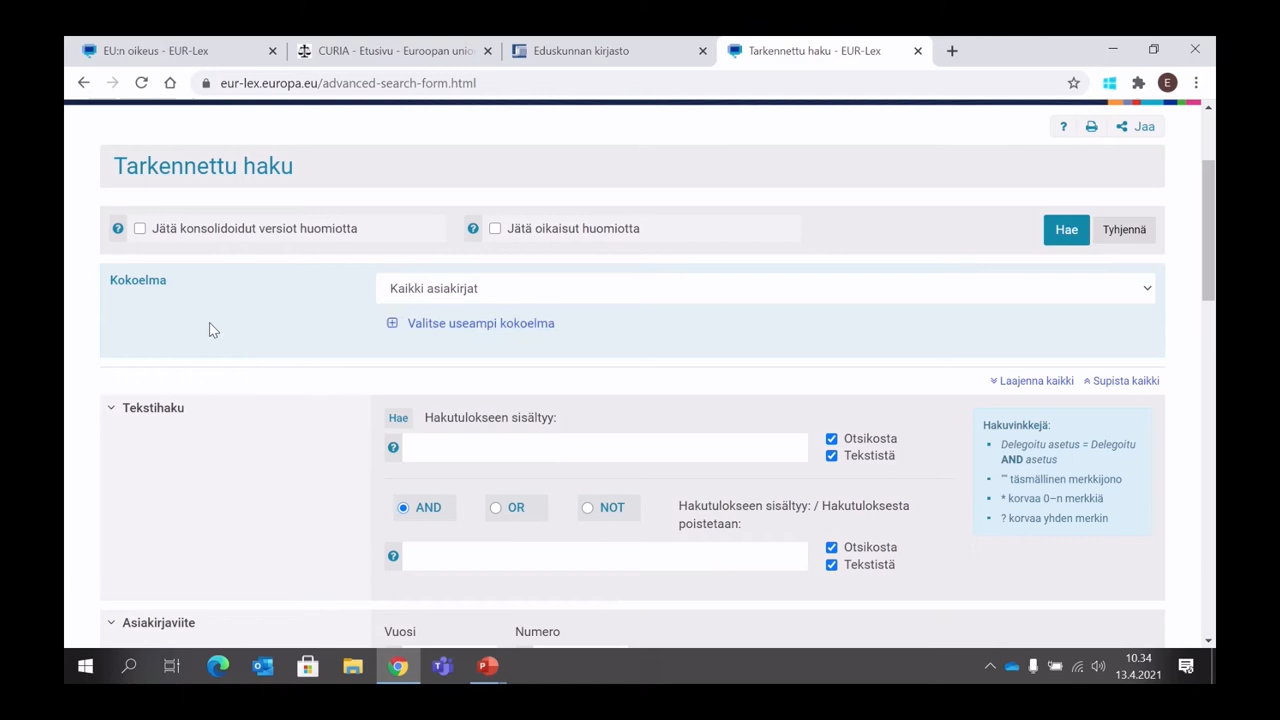 EU:n oikeus - EUR-Lex
CURIA - Etusivu - Euroopan unio
Eduskunnan kirjasto
Tarkennettu haku - EUR-Lex
eur-lex.europa.eu/advanced-search-form.html
E
? Jaa
Tarkennettu haku
? Jätä konsolidoidut versiot huomiotta
? Jätä oikaisut huomiotta
Hae
Tyhjennä
Kokoelma
Kaikki asiakirjat
Valitse useampi kokoelma
Laajenna kaikki
Supista kaikki
Tekstihaku
Hae Hakutulokseen sisältyy:
?
Otsikosta
Tekstistä
AND
OR
NOT
Hakutulokseen sisältyy: / Hakutuloksesta
poistetaan:
?
Otsikosta
Tekstistä
Hakuvinkkejä:
Delegoitu asetus = Delegoitu
AND asetus
"" täsmällinen merkkijono
* korvaa 0–n merkkiä
? korvaa yhden merkin
Asiakirjaviite
Vuosi
Numero
10.34
13.4.2021